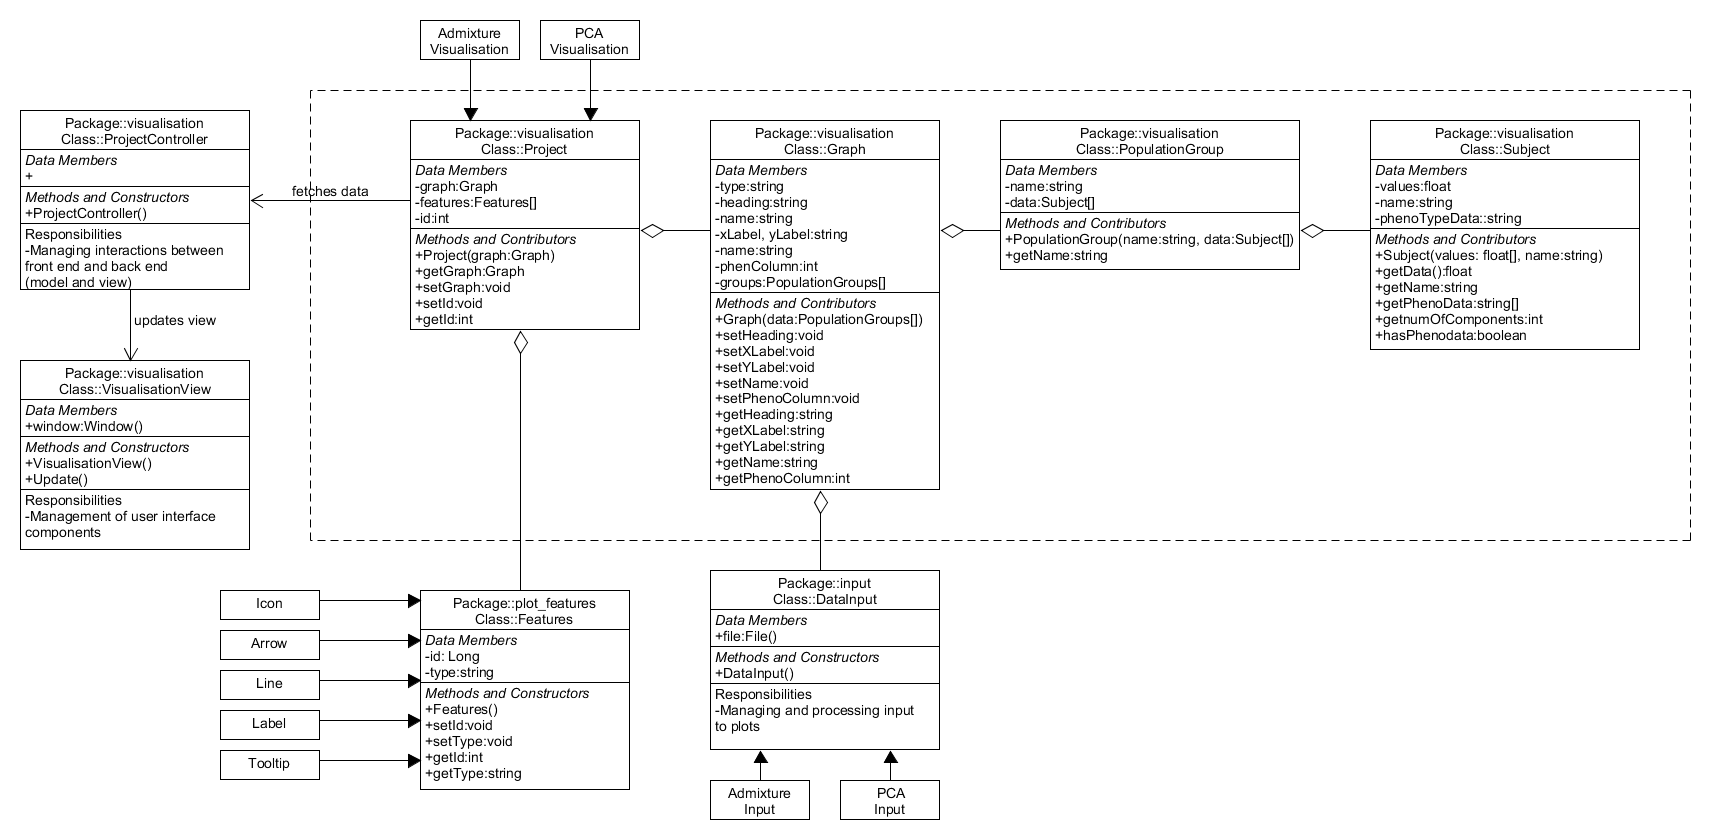 Admixture
Visualisation
PCA
Visualisation
Package::visualisation
Class::ProjectController
Data Members
+
Methods and Constructors
+ProjectController()
Responsibilities
-Managing interactions between
front end and back end
(model and view)
fetches data
updates view
Package::visualisation
Class::VisualisationView
Data Members
+window:Window()
Methods and Constructors
+VisualisationView()
+Update()
Responsibilities
-Management of user interface
components
Package::visualisation
Class::Project
Data Members
-graph:Graph
-features:Features[]
-id:int
Methods and Contributors
+Project(graph:Graph)
+getGraph:Graph
+setGraph:void
+setId:void
+getId:int
Package::visualisation
Class::Graph
Data Members
-type:string
-heading:string
-name:string
-xLabel, yLabel:string
-name:string
-phenColumn:int
-groups:PopulationGroups[]
Methods and Contributors
+Graph(data:PopulationGroups[])
+setHeading:void
+setXLabel:void
+setYLabel:void
+setName:void
+setPhenoColumn:void
+getHeading:string
+getXLabel:string
+getYLabel:string
+getName:string
+getPhenoColumn:int
Package::visualisation
Class::PopulationGroup
Data Members
-name:string
-data:Subject[]
Methods and Contributors
+PopulationGroup(name:string, data:Subject[])
+getName:string
Package::visualisation
Class::Subject
Data Members
-values:float
-name:string
-phenoTypeData::string
Methods and Contributors
+Subject(values: float[], name:string)
+getData():float
+getName:string
+getPhenoData:string[]
+getnumOfComponents:int
+hasPhenodata:boolean
Icon
Arrow
Line
Label
Tooltip
Package::plot_features
Class::Features
Data Members
-id: Long
-type:string
Methods and Constructors
+Features()
+setId:void
+setType:void
+getId:int
+getType:string
Package::input
Class::DataInput
Data Members
+file:File()
Methods and Constructors
+DataInput()
Responsibilities
-Managing and processing input
to plots
Admixture
Input
PCA
Input